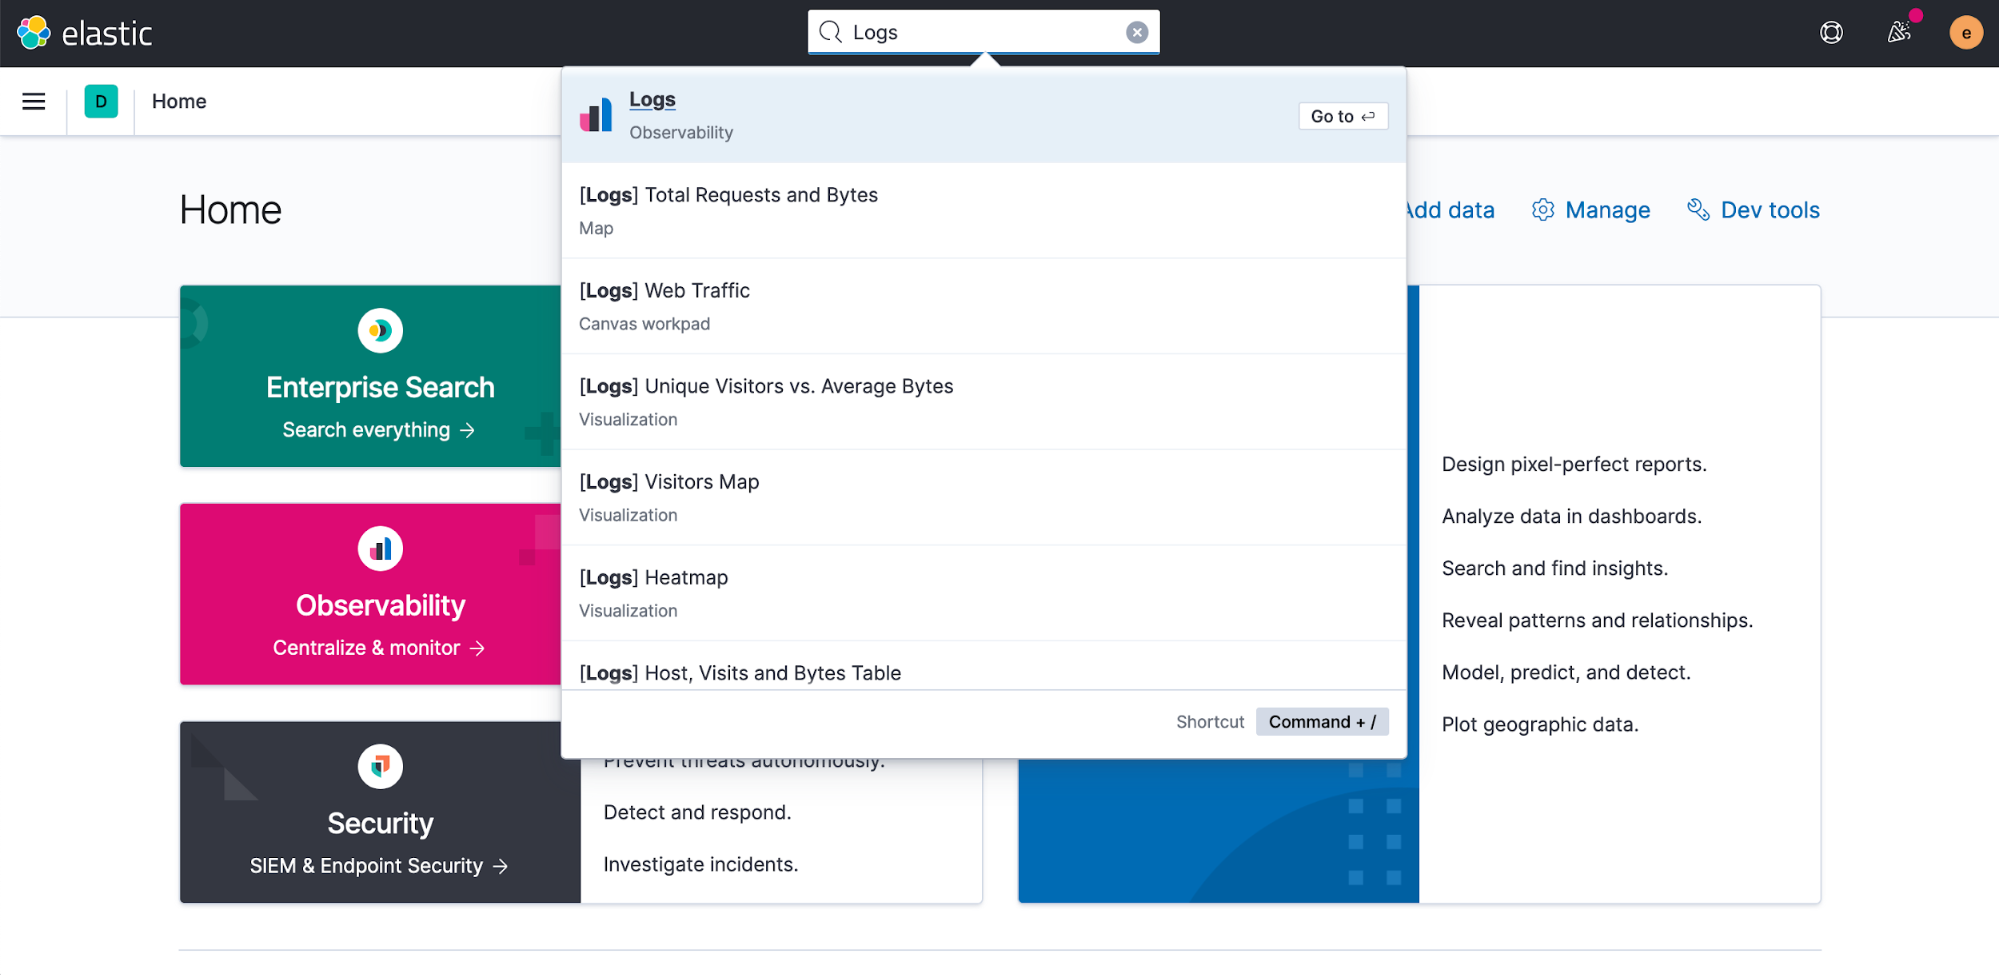 elastic
Logs
e
D
Home
Logs
Observability
Go to
[Logs] Total Requests and Bytes
Map
[Logs] Web Traffic
Canvas workpad
[Logs] Unique Visitors vs. Average Bytes
Visualization
[Logs] Visitors Map
Visualization
[Logs] Heatmap
Visualization
[Logs] Host, Visits and Bytes Table
Shortcut Command + /
Home
Add data
Manage
Dev tools
Enterprise Search
Search everything →
Observability
Centralize & monitor →
Security
SIEM & Endpoint Security →
Prevent threats autonomously.
Detect and respond.
Investigate incidents.
Design pixel-perfect reports.
Analyze data in dashboards.
Search and find insights.
Reveal patterns and relationships.
Model, predict, and detect.
Plot geographic data.